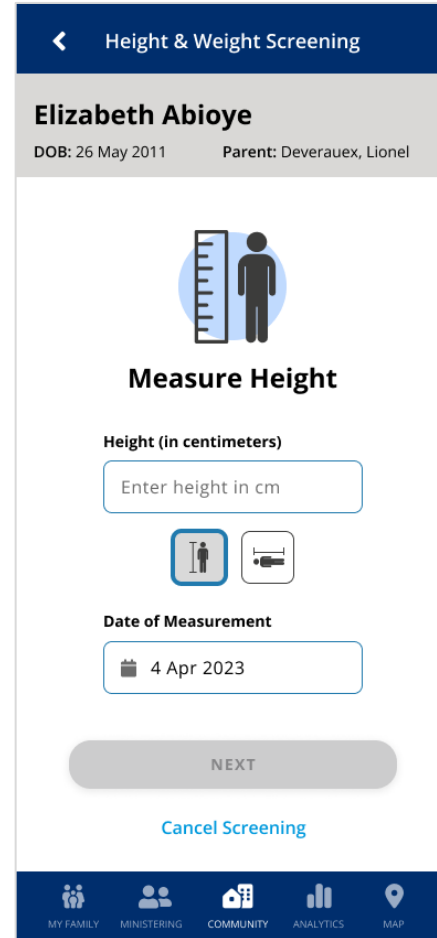 Height & Weight Screening
Elizabeth Abioye
DOB: 26 May 2011 Parent: Deverauex, Lionel
Measure Height
Height (in centimeters)
Enter height in cm
Date of Measurement
4 Apr 2023
NEXT
Cancel Screening
MY FAMILY MINISTERING COMMUNITY ANALYTICS MAP